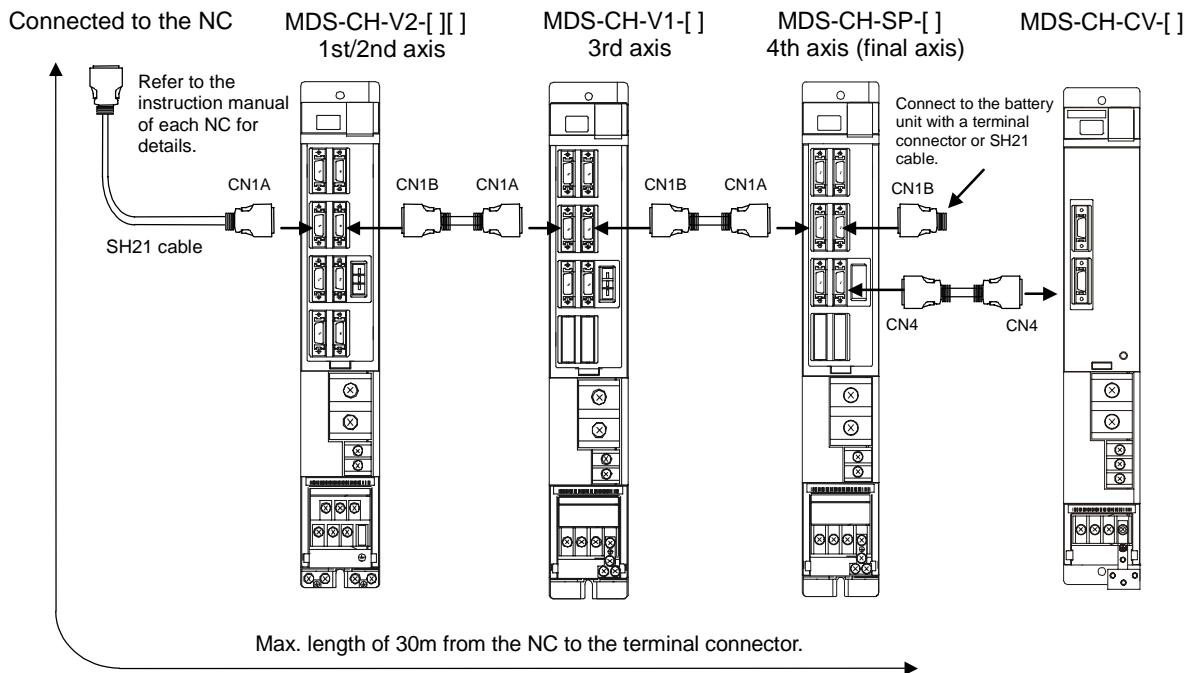 Connected to the NC
MDS-CH-V2-[ ][ ]
1st/2nd axis
MDS-CH-V1-[ ]
3rd axis
MDS-CH-SP-[ ]
4th axis (final axis)
MDS-CH-CV-[ ]
Refer to the
instruction manual
of each NC for
details.
Connect to the battery
unit with a terminal
connector or SH21
cable.
CN1A
CN1B
CN1A
CN1B
CN1A
CN1B
SH21 cable
CN4
CN4
Max. length of 30m from the NC to the terminal connector.